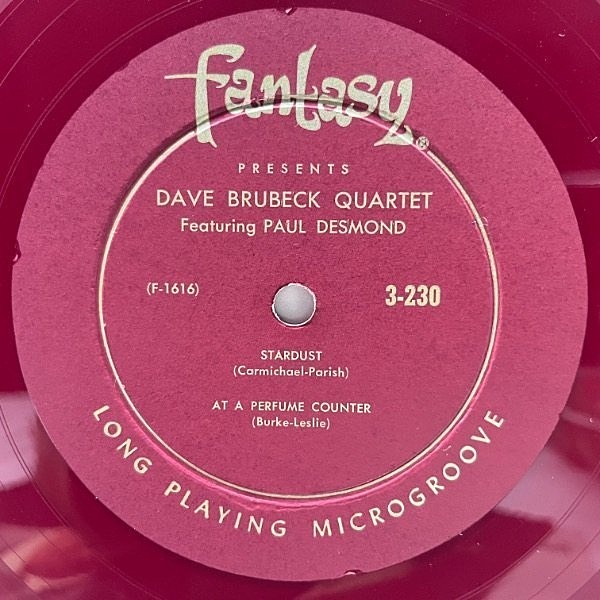 Fantasy®
PRESENTS
DAVE BRUBECK QUARTET
Featuring PAUL DESMOND
(F-1616)
3-230
STARDUST
(Carmichael-Parish)
AT A PERFUME COUNTER
(Burke-Leslie)
LONG PLAYING MICROGROOVE